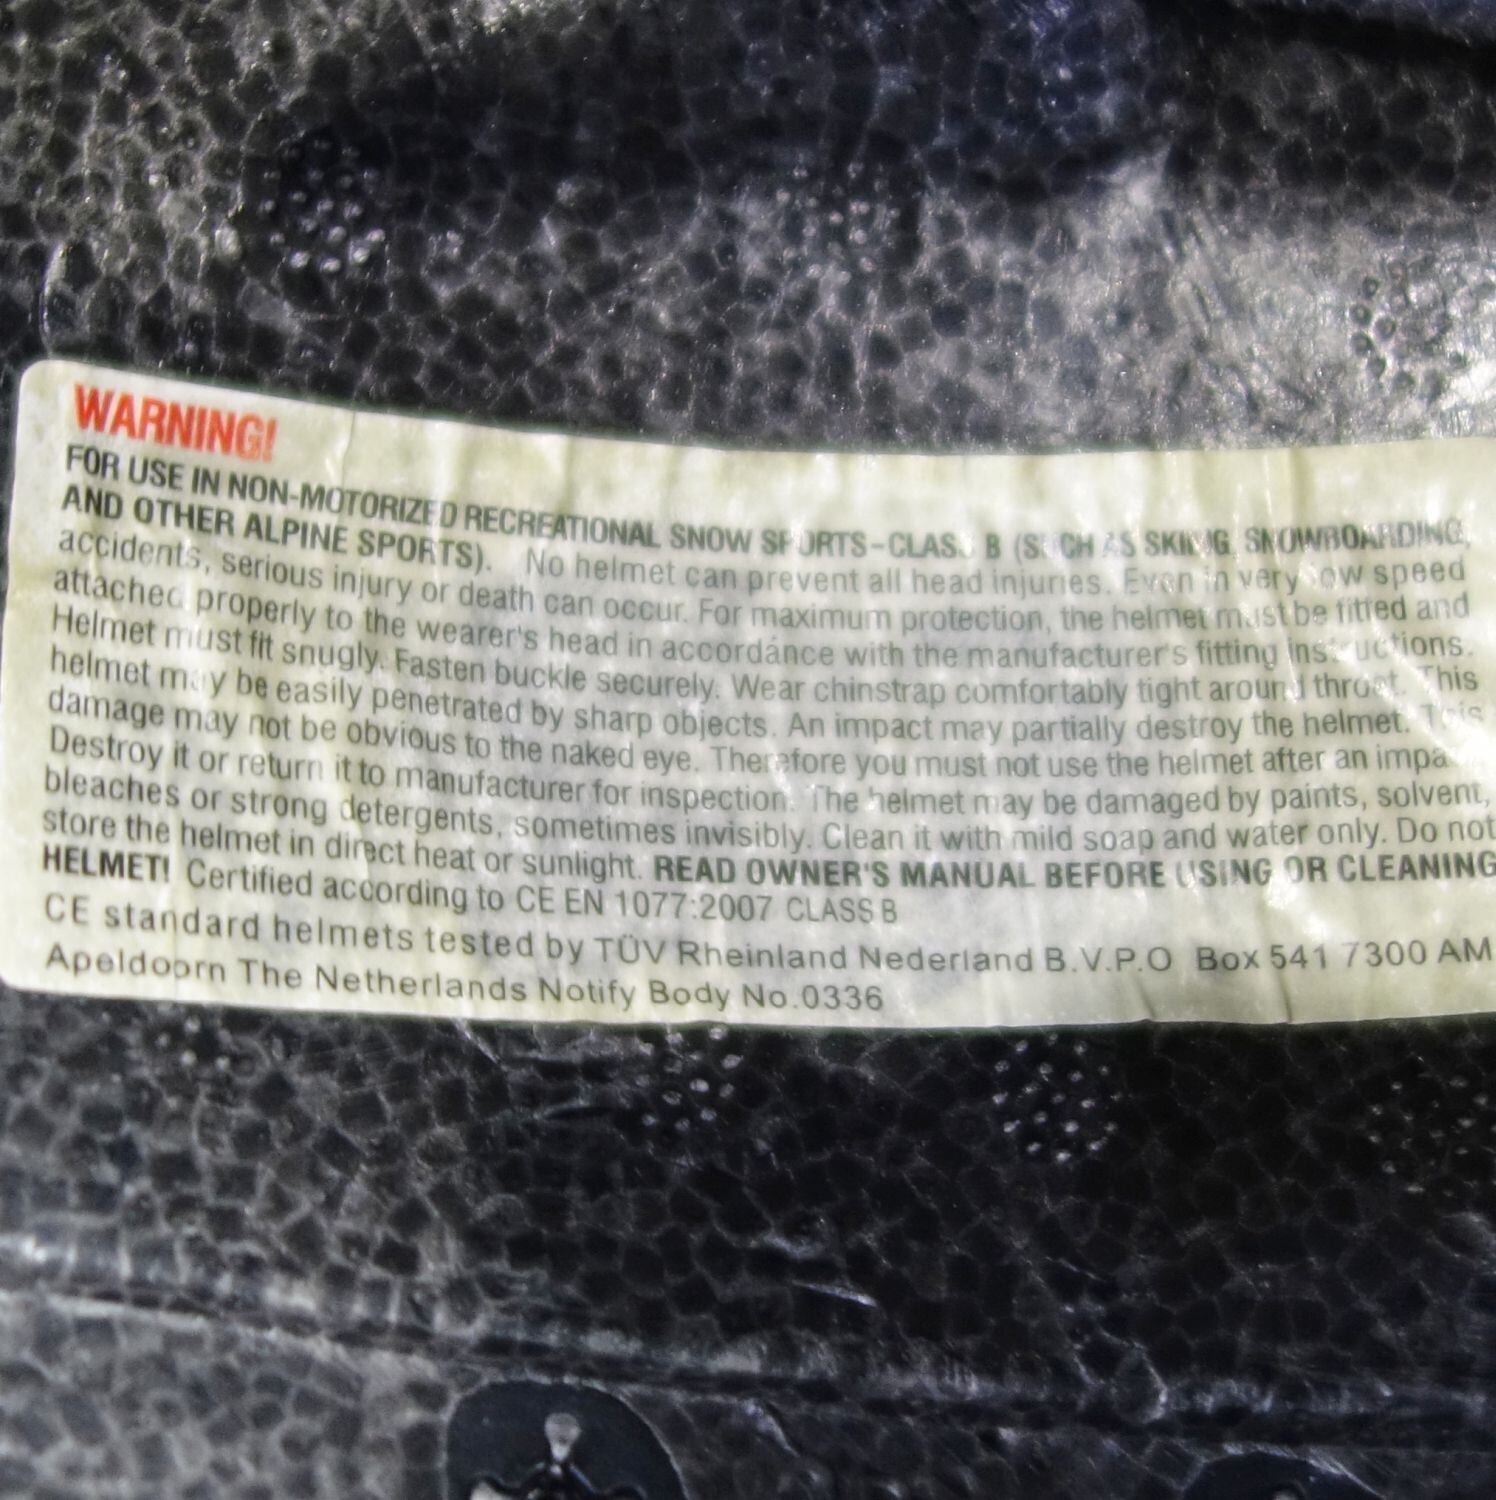 WARNING!
FOR USE IN NON-MOTORIZED RECREATIONAL SNOW SPORTS-CLASS B (SUCH AS SKIING, SNOWBOARDING,
AND OTHER ALPINE SPORTS). No helmet can prevent all head injuries. Even in very low speed
accidents, serious injury or death can occur. For maximum protection, the helmet must be fitted and
attached properly to the wearer's head in accordance with the manufacturer's fitting instructions.
Helmet must fit snugly. Fasten buckle securely. Wear chinstrap comfortably tight around throat. This
helmet may be easily penetrated by sharp objects. An impact may partially destroy the helmet. This
damage may not be obvious to the naked eye. Therefore you must not use the helmet after an impa
Destroy it or return it to manufacturer for inspection. The helmet may be damaged by paints, solvent,
bleaches or strong detergents, sometimes invisibly. Clean it with mild soap and water only. Do not
store the helmet in direct heat or sunlight. READ OWNER'S MANUAL BEFORE USING OR CLEANING
HELMET! Certified according to CE EN 1077:2007 CLASS B
CE standard helmets tested by TÜV Rheinland Nederland B.V.P.O Box 541 7300 AM
Apeldoorn The Netherlands Notify Body No.0336